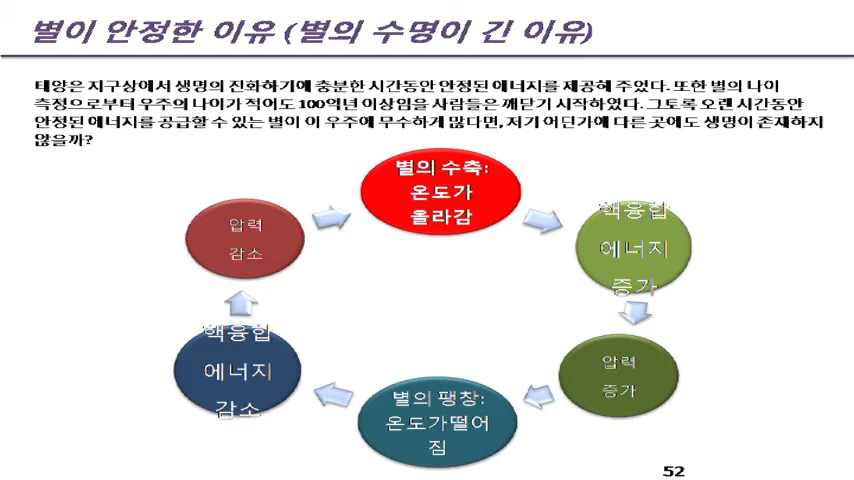 별이 안정한 이유 (별의 수명이 긴 이유)
태양은 지구상에서 생명의 진화하기에 충분한 시간동안 안정된 에너지를 제공해 주었다. 또한 별의 나이
측정으로부터 우주의 나이가 적어도 100억년 이상임을 사람들은 깨닫기 시작하였다. 그토록 오랜 시간동안
안정된 에너지를 공급할 수 있는 별이 이 우주에 무수하게 많다면, 저기 어딘가에 다른 곳에도 생명이 존재하지
않을까?
별의 수축:
온도가
올라감
핵융합
에너지
증가
압력
증가
별의 팽창:
온도가떨어
짐
핵융합
에너지
감소
압력
감소
52